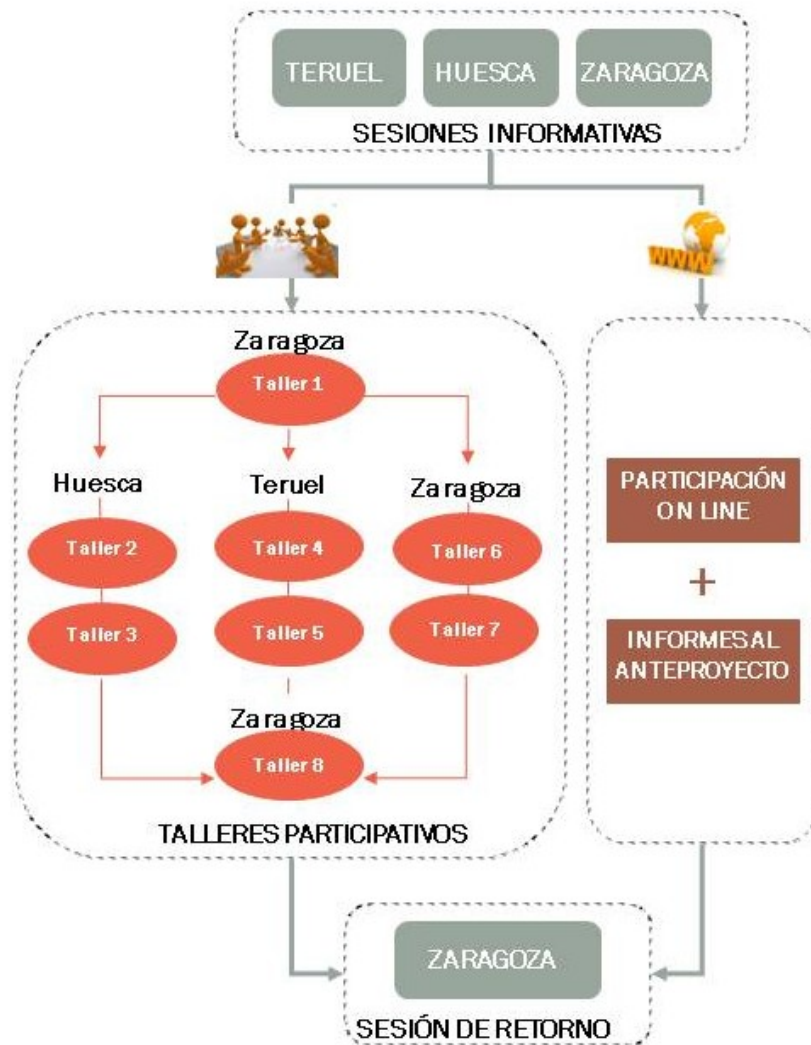 TERUEL HUESCA ZARAGOZA
SESIONES INFORMATIVAS
WWW
Zaragoza
Taller 1
Huesca Teruel Zaragoza
Taller 2 Taller 4 Taller 6
Taller 3 Taller 5 Taller 7
Zaragoza
Taller 8
TALLERES PARTICIPATIVOS
PARTICIPACIÓN
ON LINE
+
INFORMES AL
ANTEPROYECTO
ZARAGOZA
SESIÓN DE RETORNO